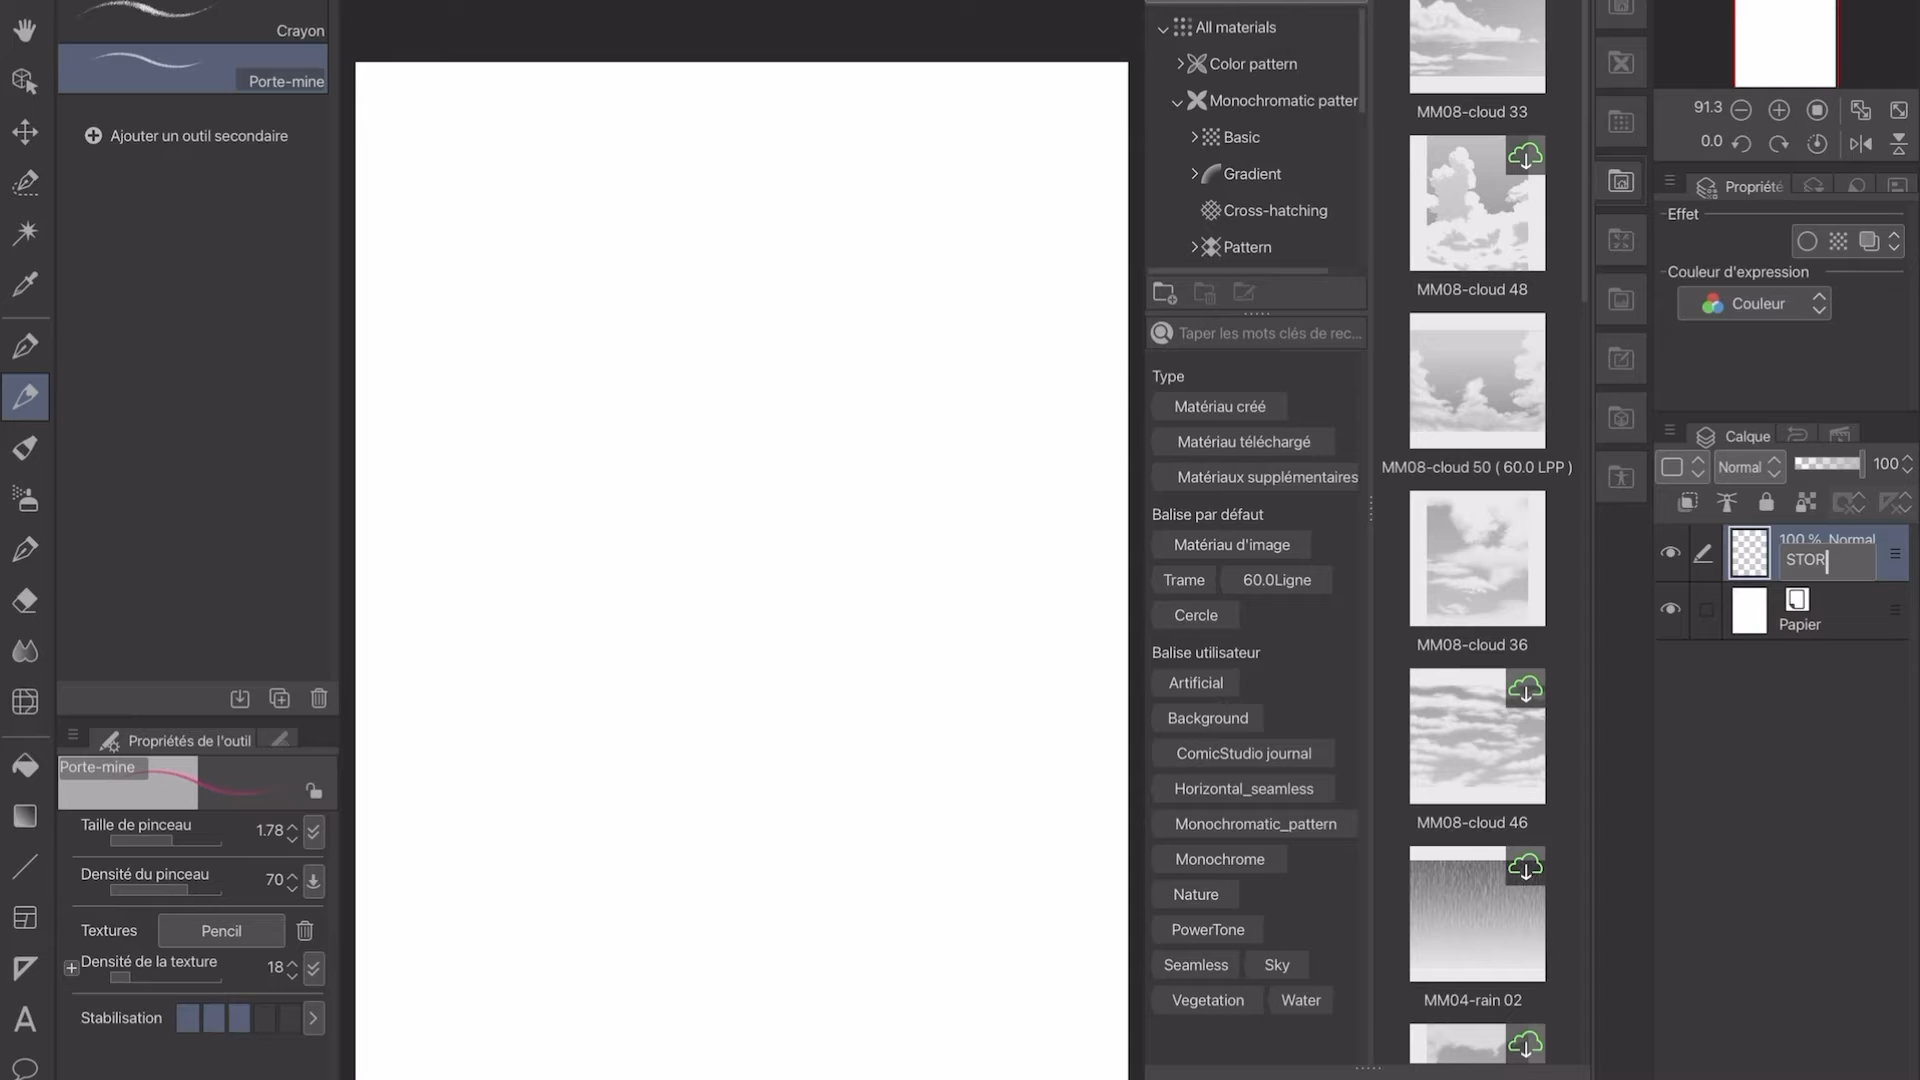 Crayon
Porte-mine
Ajouter un outil secondaire
Propriétés de l'outil
Porte-mine
Taille de pinceau
1.78
Densité du pinceau
70
Textures
Pencil
Densité de la texture
18
Stabilisation
All materials
Color pattern
Monochromatic patter
Basic
Gradient
Cross-hatching
Pattern
Taper les mots clés de rec...
Type
Matériau créé
Matériau téléchargé
Matériaux supplémentaires
Balise par défaut
Matériau d'image
Trame
60.0Ligne
Cercle
Balise utilisateur
Artificial
Background
ComicStudio journal
Horizontal_seamless
Monochromatic_pattern
Monochrome
Nature
PowerTone
Seamless
Sky
Vegetation
Water
MM08-cloud 33
MM08-cloud 48
MM08-cloud 50 ( 60.0 LPP )
MM08-cloud 36
MM08-cloud 46
MM04-rain 02
91.3
0.0
Propriété
Effet
Couleur d'expression
Couleur
Calque
Normal
100
100 % Normal
STOR
Papier